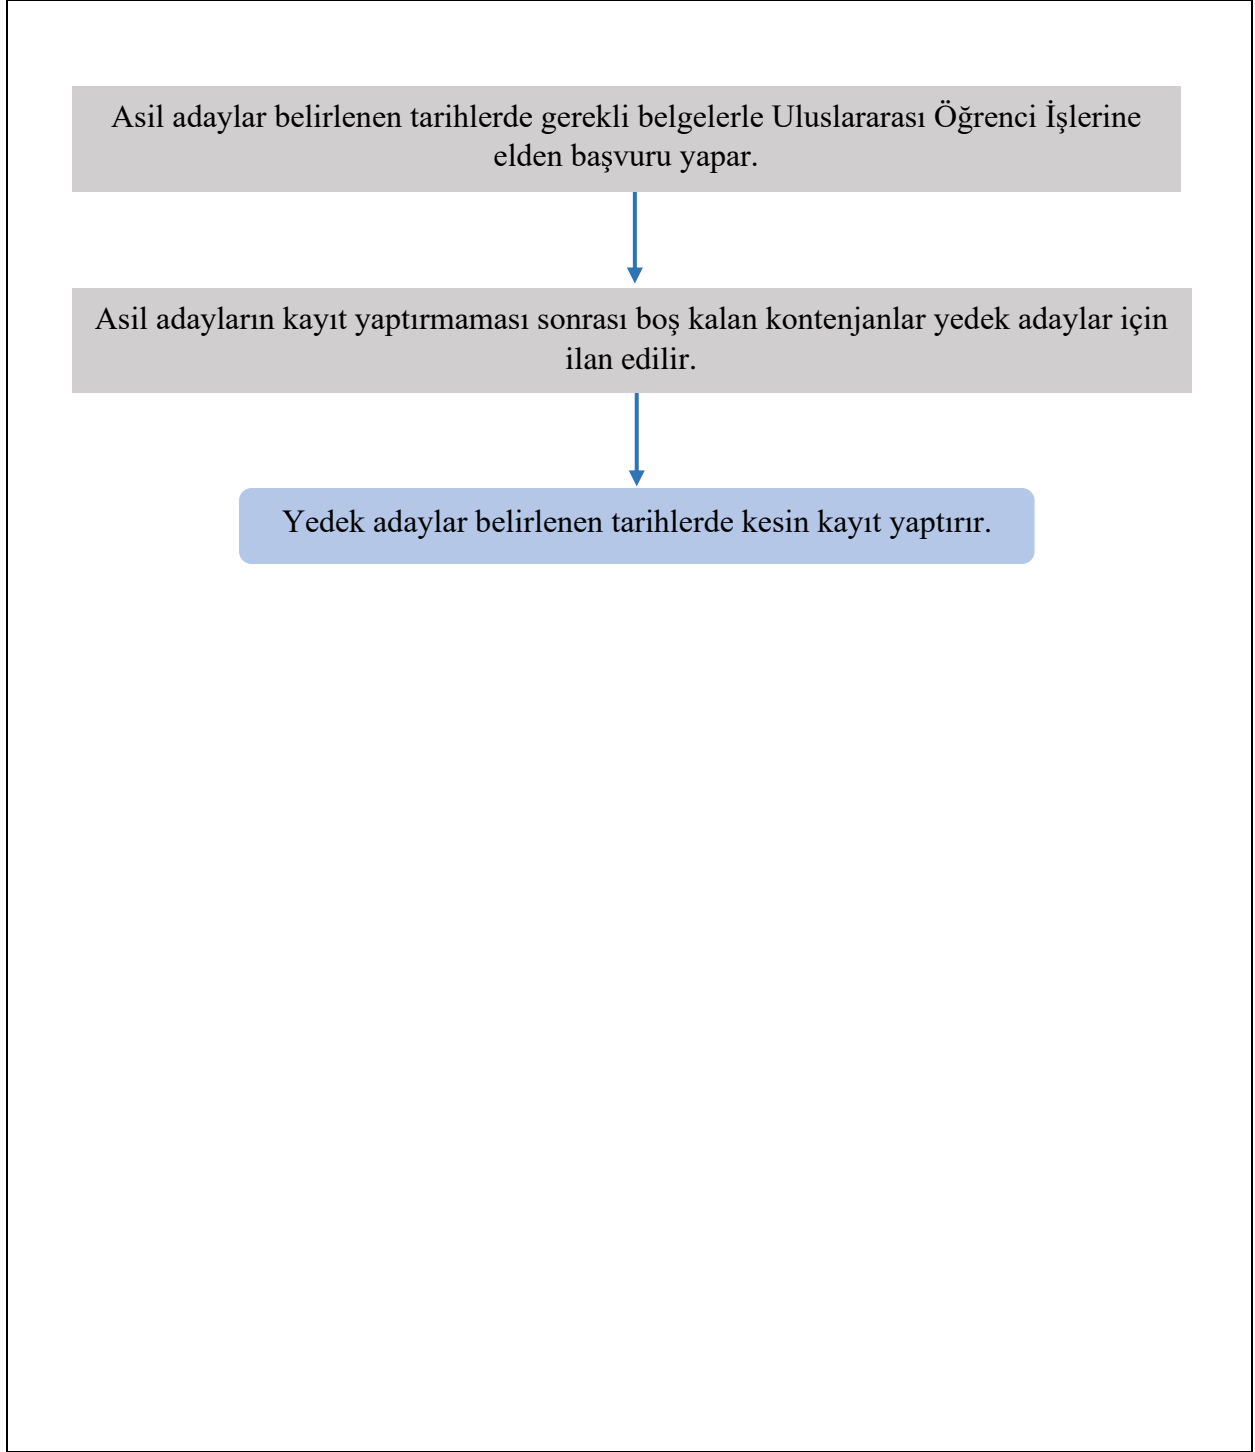 Asil adaylar belirlenen tarihlerde gerekli belgelerle Uluslararası Öğrenci İşlerine
elden başvuru yapar.
Asil adayların kayıt yaptırmaması sonrası boş kalan kontenjanlar yedek adaylar için
ilan edilir.
Yedek adaylar belirlenen tarihlerde kesin kayıt yaptırır.